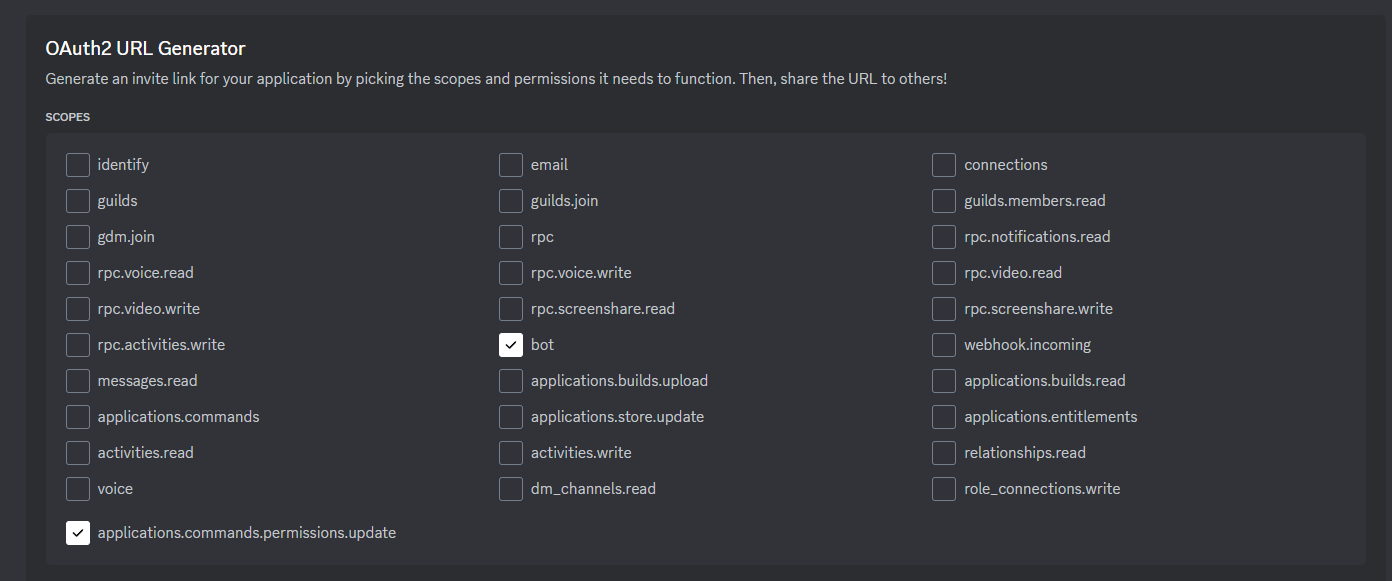 OAuth2 URL Generator
Generate an invite link for your application by picking the scopes and permissions it needs to function. Then, share the URL to others!
SCOPES
identify email connections
guilds guilds.join guilds.members.read
gdm.join rpc rpc.notifications.read
rpc.voice.read rpc.voice.write rpc.video.read
rpc.video.write rpc.screenshare.read rpc.screenshare.write
rpc.activities.write bot webhook.incoming
messages.read applications.builds.upload applications.builds.read
applications.commands applications.store.update applications.entitlements
activities.read activities.write relationships.read
voice dm_channels.read role_connections.write
applications.commands.permissions.update